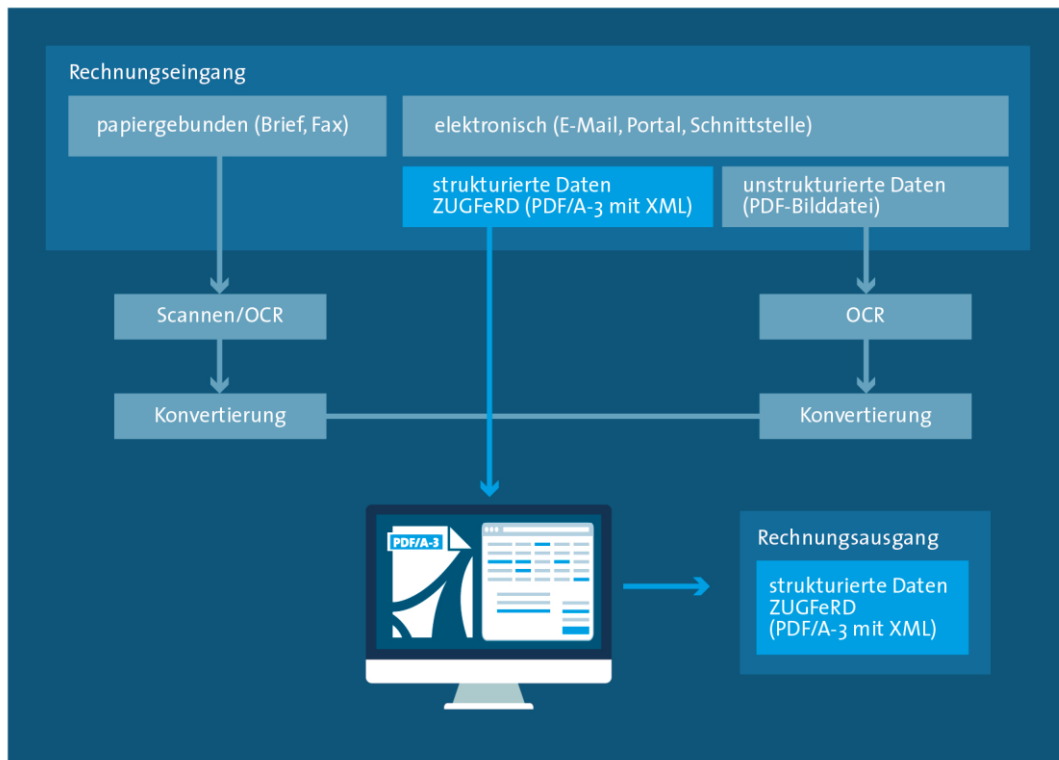 Rechnungseingang
papiergebunden (Brief, Fax)
elektronisch (E-Mail, Portal, Schnittstelle)
strukturierte Daten
ZUGFeRD (PDF/A-3 mit XML)
unstrukturierte Daten
(PDF-Bilddatei)
Scannen/OCR
OCR
Konvertierung
Konvertierung
PDF/A-3
Rechnungsausgang
strukturierte Daten
ZUGFeRD
(PDF/A-3 mit XML)